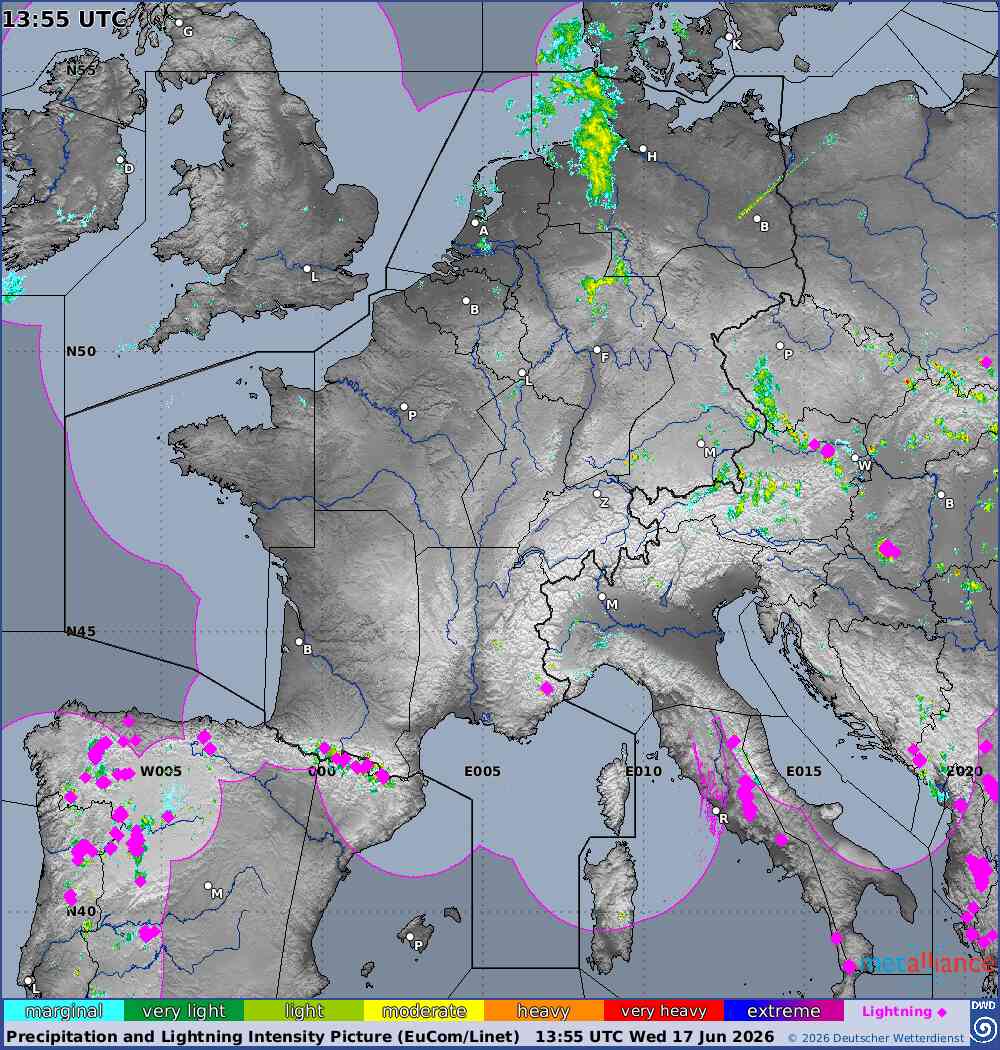 13:55 UTC
G
K
N55
D
H
A
B
L
B
N50
F
P
L
P
M
W
Z
B
M
N45
B
W005
000
E005
E010
E015
E020
R
M
N40
P
L
metalliance
marginal very light light moderate heavy very heavy extreme Lightning
DWD
Precipitation and Lightning Intensity Picture (EuCom/Linet) 13:55 UTC Wed 17 Jun 2026 © 2026 Deutscher Wetterdienst